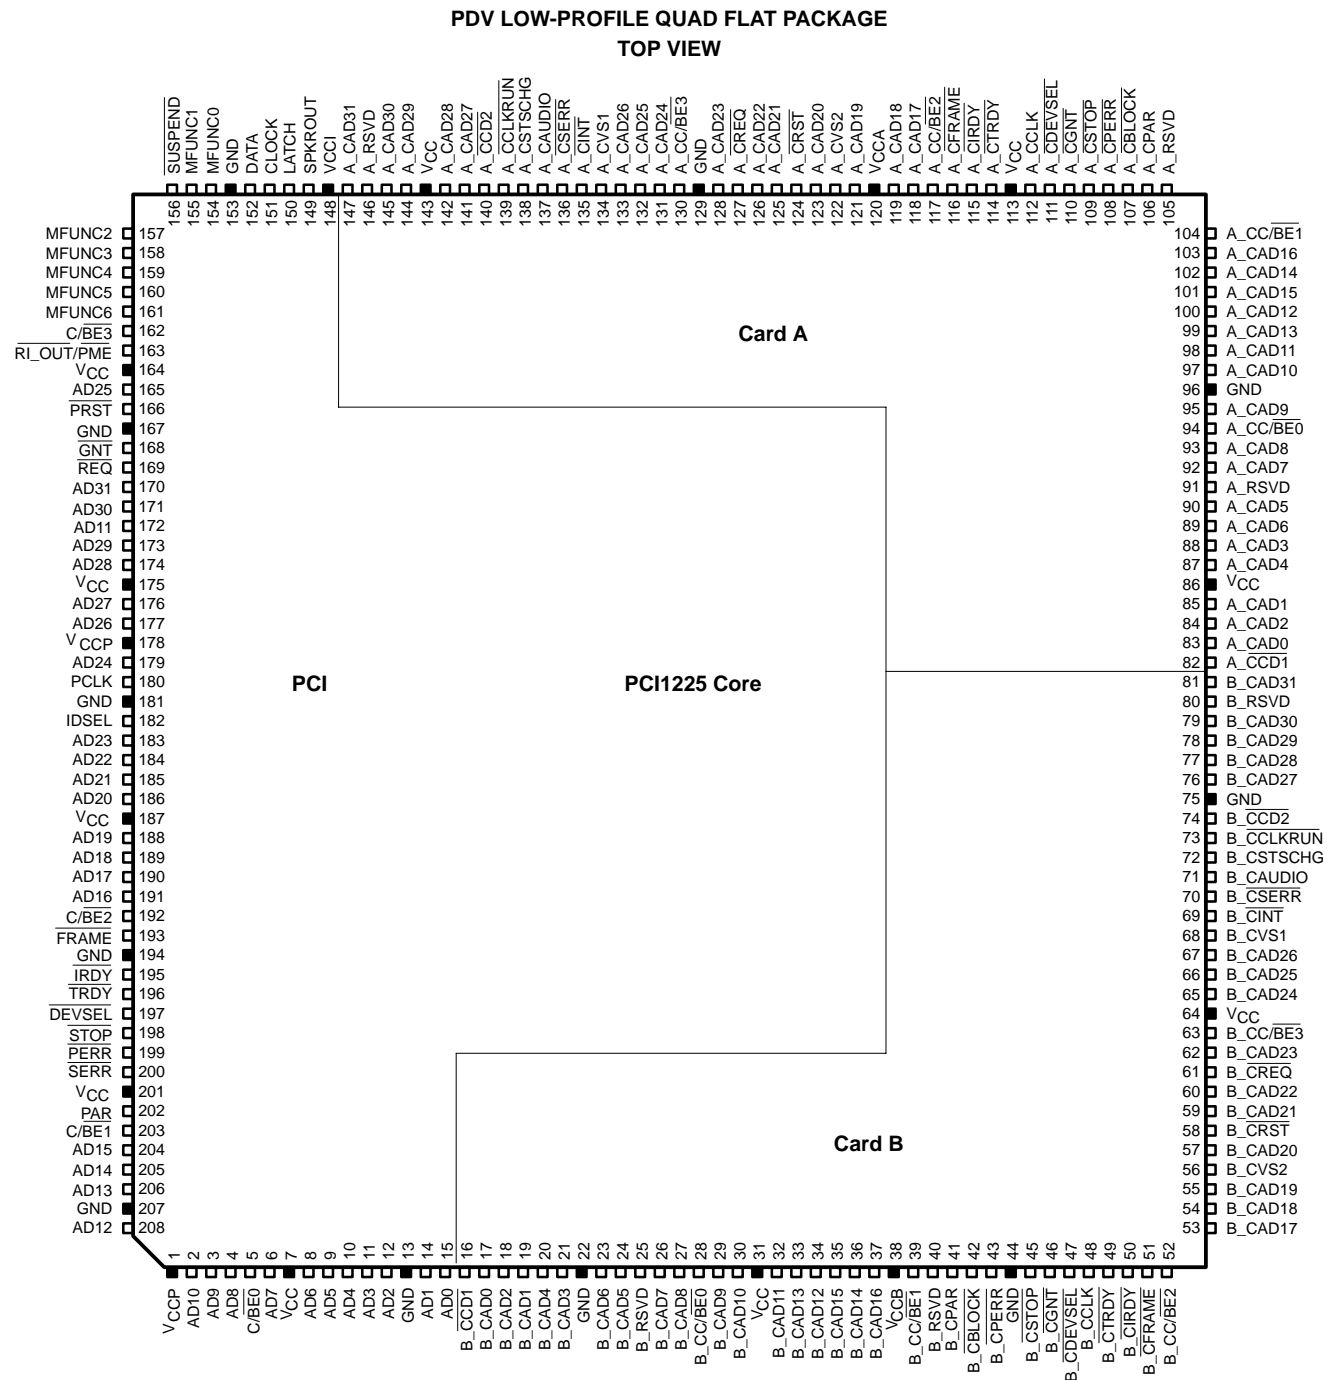 PDV LOW-PROFILE QUAD FLAT PACKAGE
TOP VIEW
SUSPEND
MFUNC1
MFUNC0
GND
DATA
CLOCK
LATCH
SPKROUT
VCCI
A_CAD31
A_RSVD
A_CAD30
A_CAD29
VCC
A_CAD28
A_CAD27
A_CCD2
A_CCLKRUN
A_CSTSCHG
A_CAUDIO
A_CSERR
A_CINT
A_CVS1
A_CAD26
A_CAD25
A_CAD24
A_CC/BE3
GND
A_CAD23
A_CREQ
A_CAD22
A_CAD21
A_CRST
A_CAD20
A_CVS2
A_CAD19
VCCA
A_CAD18
A_CAD17
A_CC/BE2
A_CFRAME
A_CIRDY
A_CTRDY
VCC
A_CCLK
A_CDEVSEL
A_CGNT
A_CSTOP
A_CPERR
A_CBLOCK
A_CPAR
A_RSVD
156 155 154 153 152 151 150 149 148 147 146 145 144 143 142 141 140 139 138 137 136 135 134 133 132 131 130 129 128 127 126 125 124 123 122 121 120 119 118 117 116 115 114 113 112 111 110 109 108 107 106 105
MFUNC2 157
MFUNC3 158
MFUNC4 159
MFUNC5 160
MFUNC6 161
C/BE3 162
RI_OUT/PME 163
VCC 164
AD25 165
PRST 166
GND 167
GNT 168
REQ 169
AD31 170
AD30 171
AD11 172
AD29 173
AD28 174
VCC 175
AD27 176
AD26 177
VCCP 178
AD24 179
PCLK 180
GND 181
IDSEL 182
AD23 183
AD22 184
AD21 185
AD20 186
VCC 187
AD19 188
AD18 189
AD17 190
AD16 191
C/BE2 192
FRAME 193
GND 194
IRDY 195
TRDY 196
DEVSEL 197
STOP 198
PERR 199
SERR 200
VCC 201
PAR 202
C/BE1 203
AD15 204
AD14 205
AD13 206
GND 207
AD12 208
Card A
PCI
PCI1225 Core
Card B
104 A_CC/BE1
103 A_CAD16
102 A_CAD14
101 A_CAD15
100 A_CAD12
99 A_CAD13
98 A_CAD11
97 A_CAD10
96 GND
95 A_CAD9
94 A_CC/BE0
93 A_CAD8
92 A_CAD7
91 A_RSVD
90 A_CAD5
89 A_CAD6
88 A_CAD3
87 A_CAD4
86 VCC
85 A_CAD1
84 A_CAD2
83 A_CAD0
82 A_CCD1
81 B_CAD31
80 B_RSVD
79 B_CAD30
78 B_CAD29
77 B_CAD28
76 B_CAD27
75 GND
74 B_CCD2
73 B_CCLKRUN
72 B_CSTSCHG
71 B_CAUDIO
70 B_CSERR
69 B_CINT
68 B_CVS1
67 B_CAD26
66 B_CAD25
65 B_CAD24
64 VCC
63 B_CC/BE3
62 B_CAD23
61 B_CREQ
60 B_CAD22
59 B_CAD21
58 B_CRST
57 B_CAD20
56 B_CVS2
55 B_CAD19
54 B_CAD18
53 B_CAD17
1 2 3 4 5 6 7 8 9 10 11 12 13 14 15 16 17 18 19 20 21 22 23 24 25 26 27 28 29 30 31 32 33 34 35 36 37 38 39 40 41 42 43 44 45 46 47 48 49 50 51 52
VCCP
AD10
AD9
AD8
C/BE0
AD7
VCC
AD6
AD5
AD4
AD3
AD2
GND
AD1
AD0
B_CCD1
B_CAD0
B_CAD2
B_CAD1
B_CAD4
B_CAD3
GND
B_CAD6
B_CAD5
B_RSVD
B_CAD7
B_CAD8
B_CC/BE0
B_CAD9
B_CAD10
VCC
B_CAD11
B_CAD13
B_CAD12
B_CAD15
B_CAD14
B_CAD16
VCCB
B_CC/BE1
B_RSVD
B_CPAR
B_CBLOCK
B_CPERR
GND
B_CSTOP
B_CGNT
B_CDEVSEL
B_CCLK
B_CTRDY
B_CIRDY
B_CFRAME
B_CC/BE2